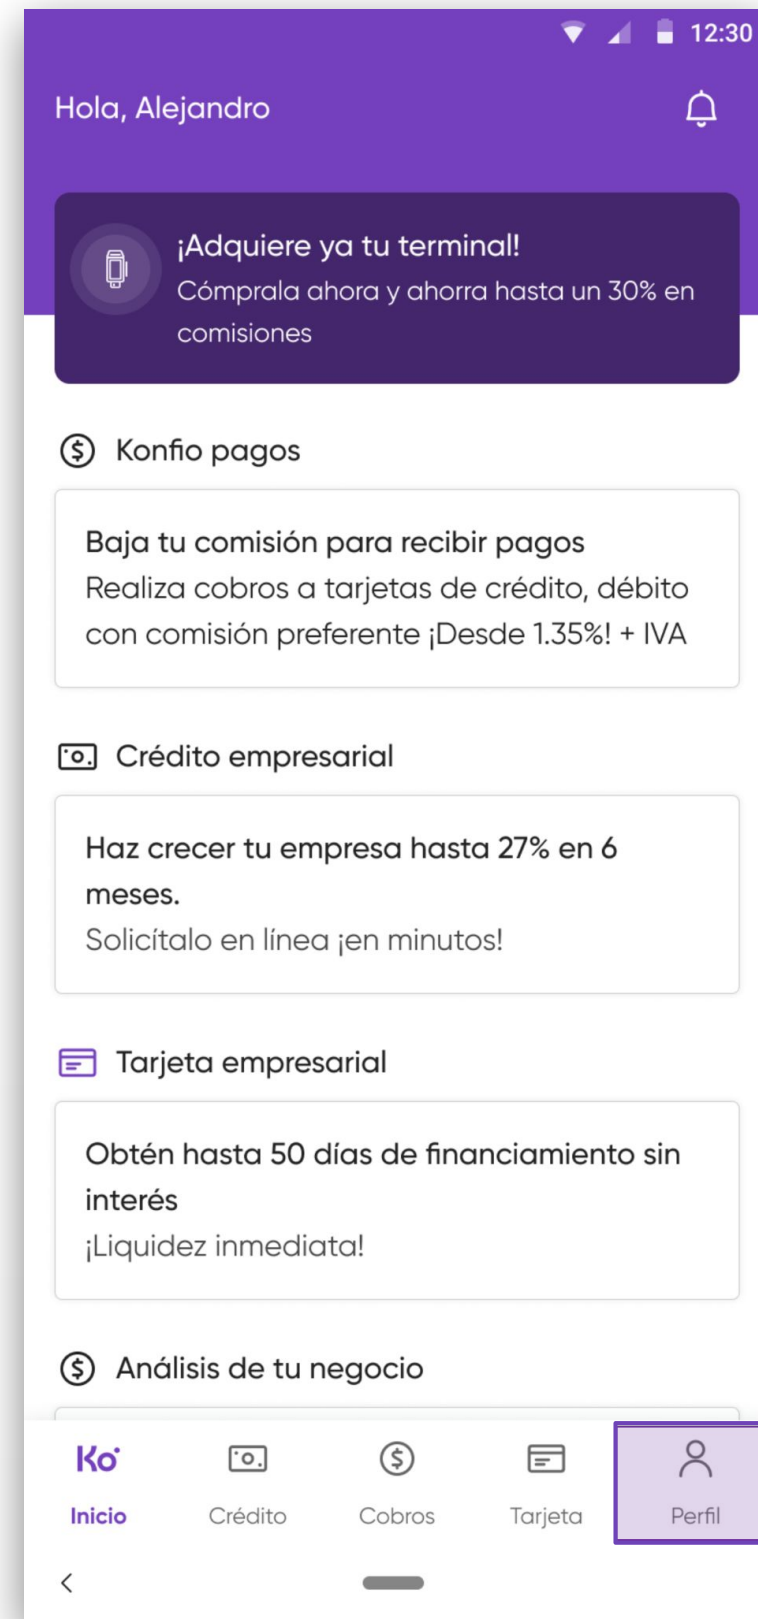 12:30
Hola, Alejandro
¡Adquiere ya tu terminal!
Cómprala ahora y ahorra hasta un 30% en
comisiones
Konfio pagos
Baja tu comisión para recibir pagos
Realiza cobros a tarjetas de crédito, débito
con comisión preferente ¡Desde 1.35%! + IVA
Crédito empresarial
Haz crecer tu empresa hasta 27% en 6
meses.
Solicítalo en línea ¡en minutos!
Tarjeta empresarial
Obtén hasta 50 días de financiamiento sin
interés
¡Liquidez inmediata!
Análisis de tu negocio
Ko
Inicio Crédito Cobros Tarjeta Perfil